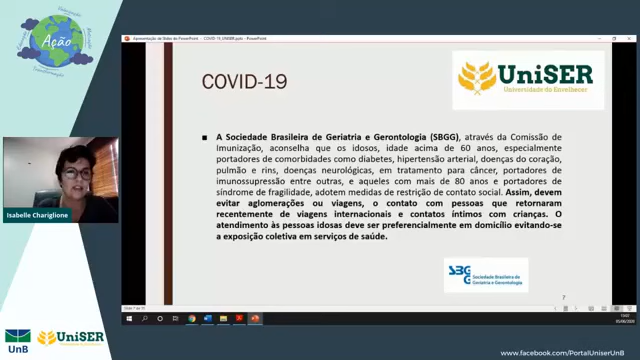 Ação
Apresentação de Slides do PowerPoint - COVID-19_UNISER.pptx - PowerPoint
COVID-19
UniSER
Universidade do Envelhecer
■ A Sociedade Brasileira de Geriatria e Gerontologia (SBGG), através da Comissão de
Imunização, aconselha que os idosos, idade acima de 60 anos, especialmente
portadores de comorbidades como diabetes, hipertensão arterial, doenças do coração,
pulmão e rins, doenças neurológicas, em tratamento para câncer, portadores de
imunossupressão entre outras, e aqueles com mais de 80 anos e portadores de
síndrome de fragilidade, adotem medidas de restrição de contato social. Assim, devem
evitar aglomerações ou viagens, o contato com pessoas que retornaram
recentemente de viagens internacionais e contatos íntimos com crianças. O
atendimento às pessoas idosas deve ser preferencialmente em domicílio evitando-se
a exposição coletiva em serviços de saúde.
Isabelle Chariglione
SBGG
Sociedade Brasileira de
Geriatria e Gerontologia
7
UnB
UniSER
www.facebook.com/PortalUniserUnB